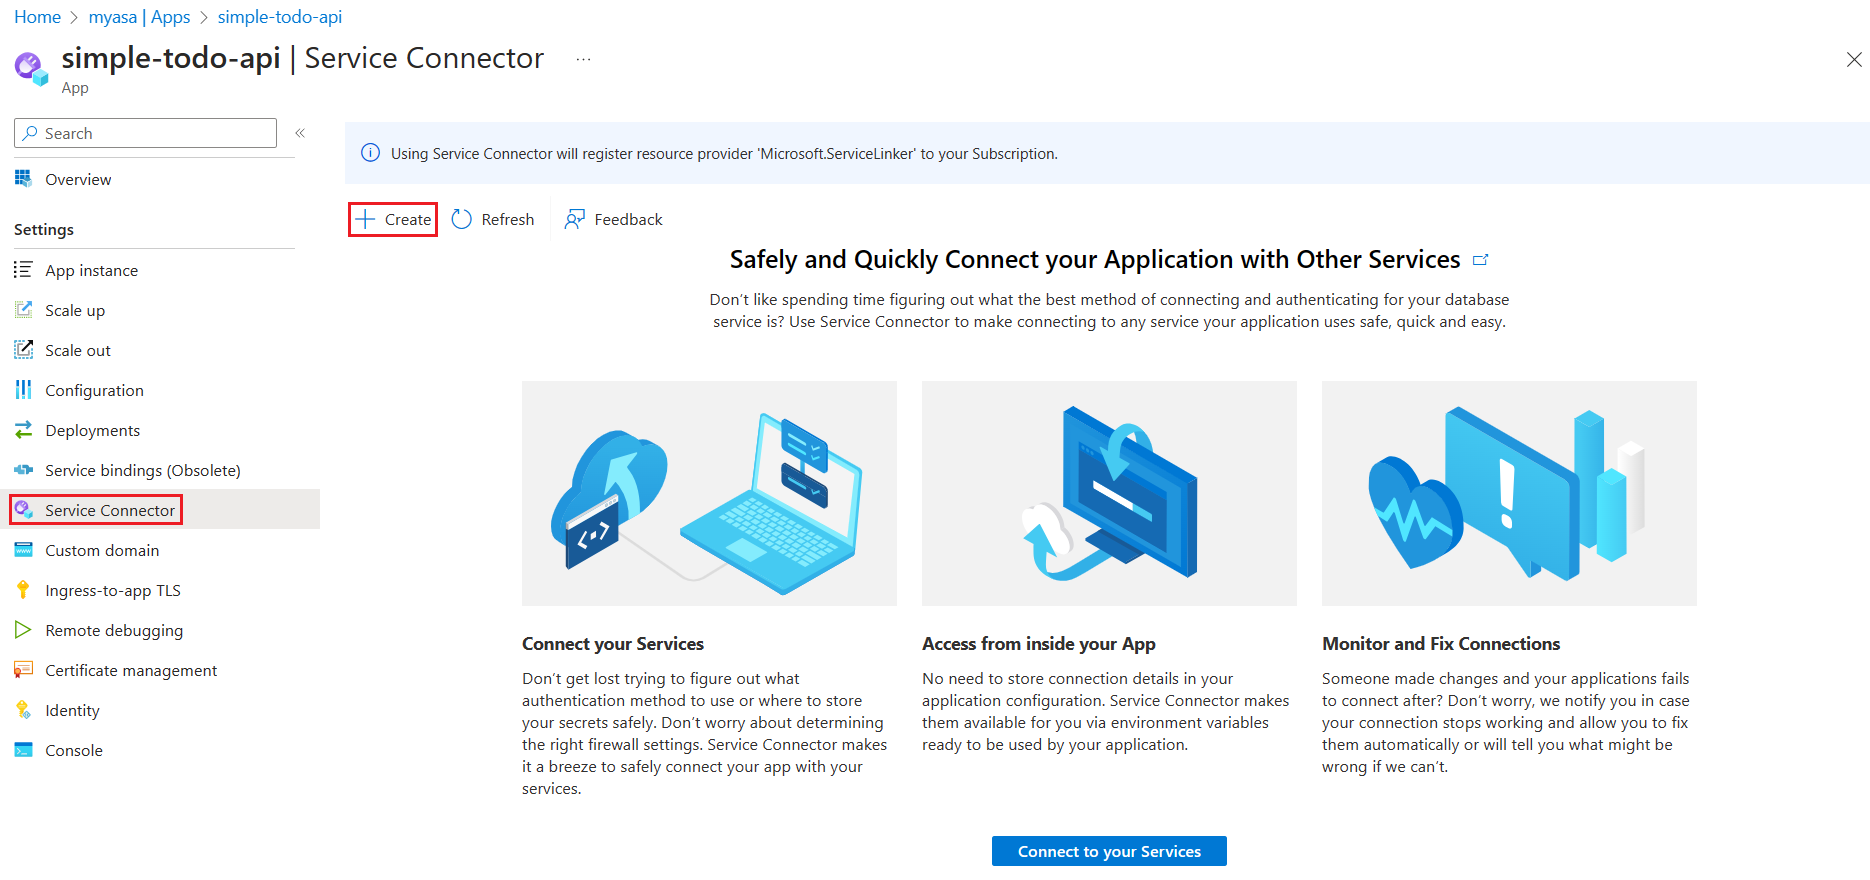 Home > myasa | Apps > simple-todo-api
simple-todo-api | Service Connector ...
App
Search
«
Overview
Settings
App instance
Scale up
Scale out
Configuration
Deployments
Service bindings (Obsolete)
Service Connector
Custom domain
Ingress-to-app TLS
Remote debugging
Certificate management
Identity
Console
Using Service Connector will register resource provider 'Microsoft.ServiceLinker' to your Subscription.
Create Refresh Feedback
Safely and Quickly Connect your Application with Other Services
Don't like spending time figuring out what the best method of connecting and authenticating for your database
service is? Use Service Connector to make connecting to any service your application uses safe, quick and easy.
Connect your Services
Don't get lost trying to figure out what
authentication method to use or where to store
your secrets safely. Don't worry about determining
the right firewall settings. Service Connector makes
it a breeze to safely connect your app with your
services.
Access from inside your App
No need to store connection details in your
application configuration. Service Connector makes
them available for you via environment variables
ready to be used by your application.
Monitor and Fix Connections
Someone made changes and your applications fails
to connect after? Don't worry, we notify you in case
your connection stops working and allow you to fix
them automatically or will tell you what might be
wrong if we can't.
Connect to your Services